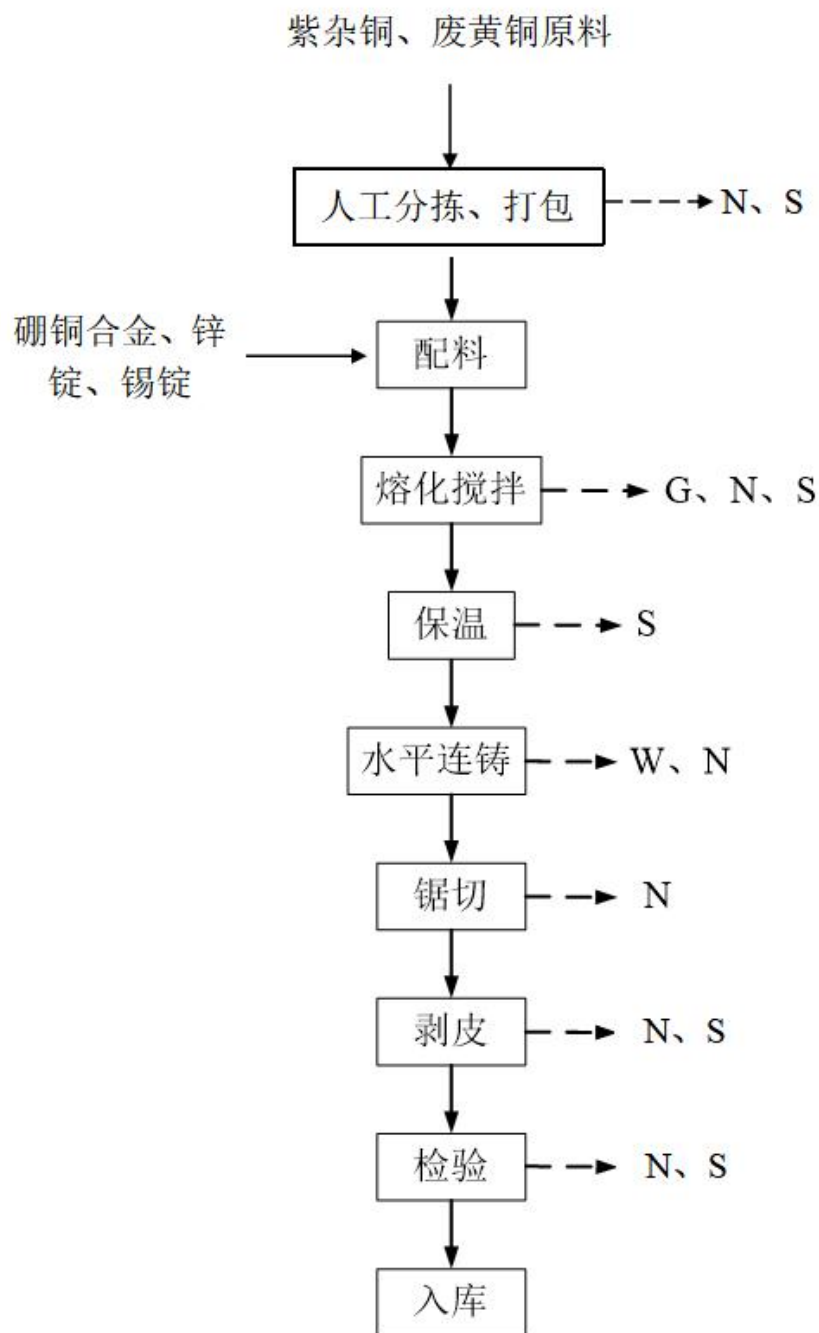 紫杂铜、废黄铜原料
人工分拣、打包
N、S
硼铜合金、锌
锭、锡锭
配料
熔化搅拌
G、N、S
保温
S
水平连铸
W、N
锯切
N
剥皮
N、S
检验
N、S
入库